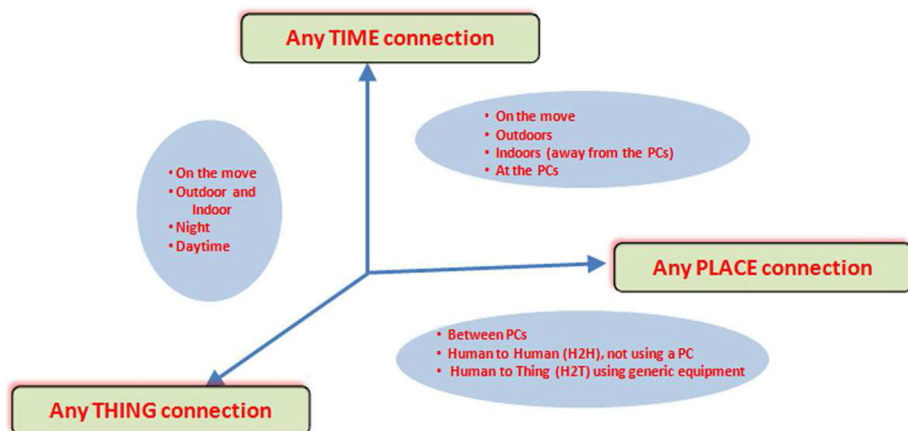 Any TIME connection
• On the move
• Outdoors
• Indoors (away from the PCs)
• At the PCs
• On the move
• Outdoor and
Indoor
• Night
• Daytime
Any PLACE connection
• Between PCs
• Human to Human (H2H), not using a PC
• Human to Thing (H2T) using generic equipment
Any THING connection